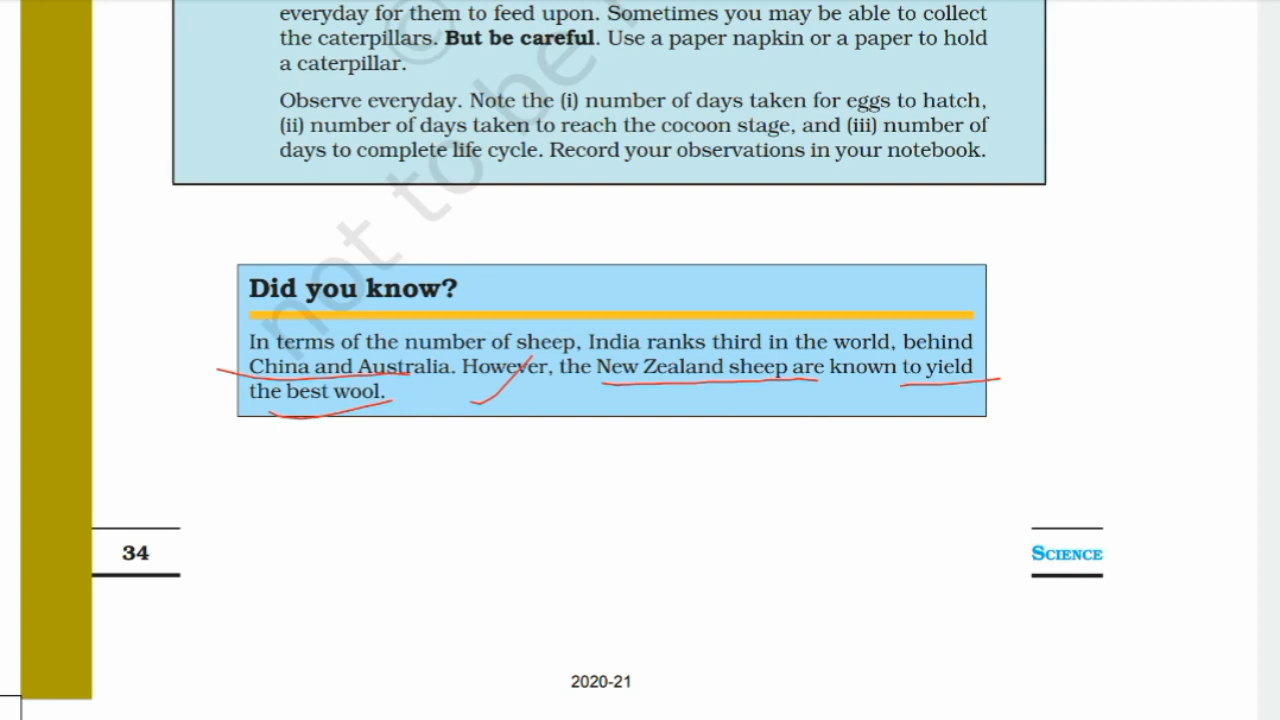 everyday for them to feed upon. Sometimes you may be able to collect
the caterpillars. But be careful. Use a paper napkin or a paper to hold
a caterpillar.
Observe everyday. Note the (i) number of days taken for eggs to hatch,
(ii) number of days taken to reach the cocoon stage, and (iii) number of
days to complete life cycle. Record your observations in your notebook.
© not to be r
Did you know?
In terms of the number of sheep, India ranks third in the world, behind
China and Australia. However, the New Zealand sheep are known to yield
the best wool.
34
SCIENCE
2020-21